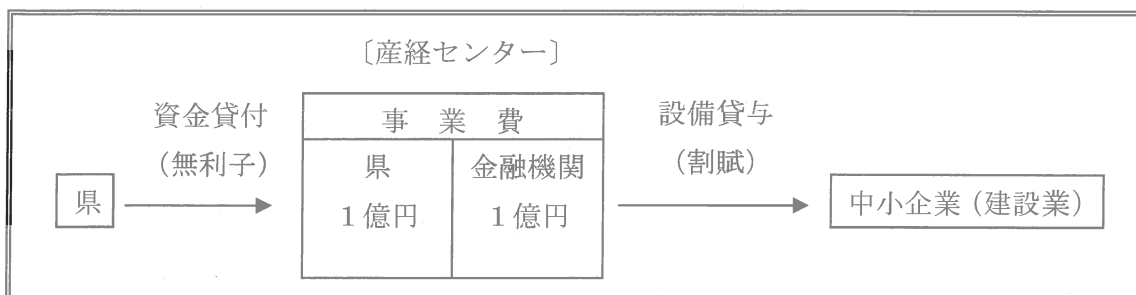 〔産経センター〕
資金貸付
（無利子）
事業費
設備貸与
（割賦）
県
県
１億円
金融機関
１億円
中小企業（建設業）